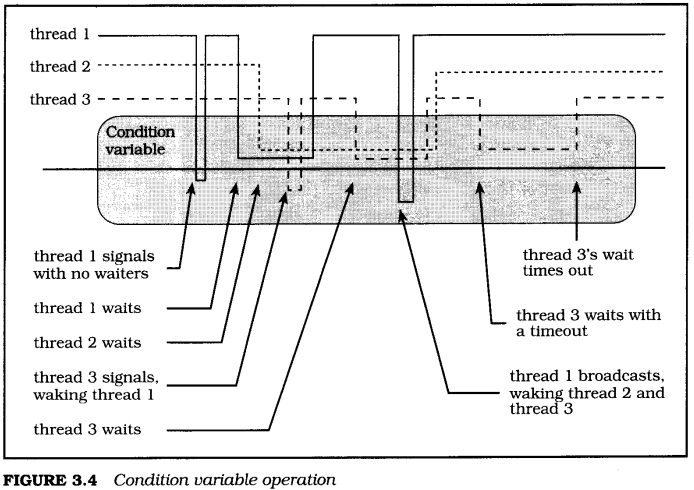 thread 1
thread 2
thread 3
Condition
variable
thread 1 signals
with no waiters
thread 1 waits
thread 2 waits
thread 3 signals,
waking thread 1
thread 3 waits
thread 3's wait
times out
thread 3 waits with
a timeout
thread 1 broadcasts,
waking thread 2 and
thread 3
FIGURE 3.4 Condition variable operation